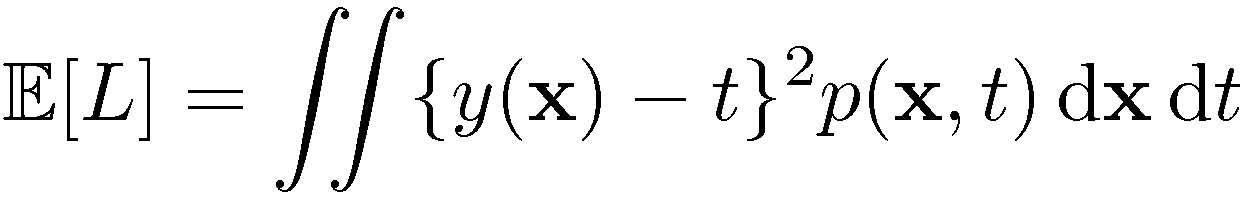 𝔼[L] = ∬ {y(𝐱) − t}² p(𝐱, t) d𝐱 dt